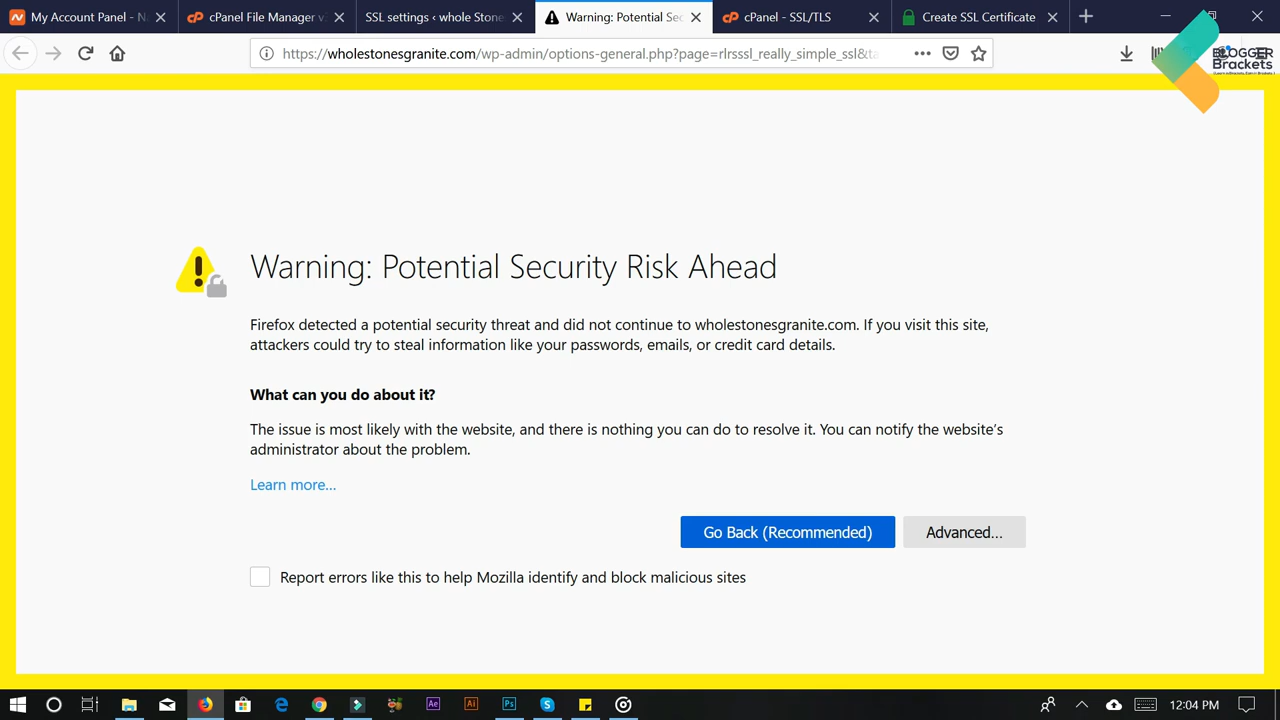 My Account Panel - N
cPanel File Manager v
SSL settings ‹ whole Stone
Warning: Potential Sec
cPanel - SSL/TLS
Create SSL Certificate
https://wholestonesgranite.com/wp-admin/options-general.php?page=rlrsssl_really_simple_ssl&ta
BLOGGER
Brackets
Warning: Potential Security Risk Ahead
Firefox detected a potential security threat and did not continue to wholestonesgranite.com. If you visit this site,
attackers could try to steal information like your passwords, emails, or credit card details.
What can you do about it?
The issue is most likely with the website, and there is nothing you can do to resolve it. You can notify the website's
administrator about the problem.
Learn more...
Go Back (Recommended)
Advanced...
Report errors like this to help Mozilla identify and block malicious sites
Ae
Ai
Ps
12:04 PM